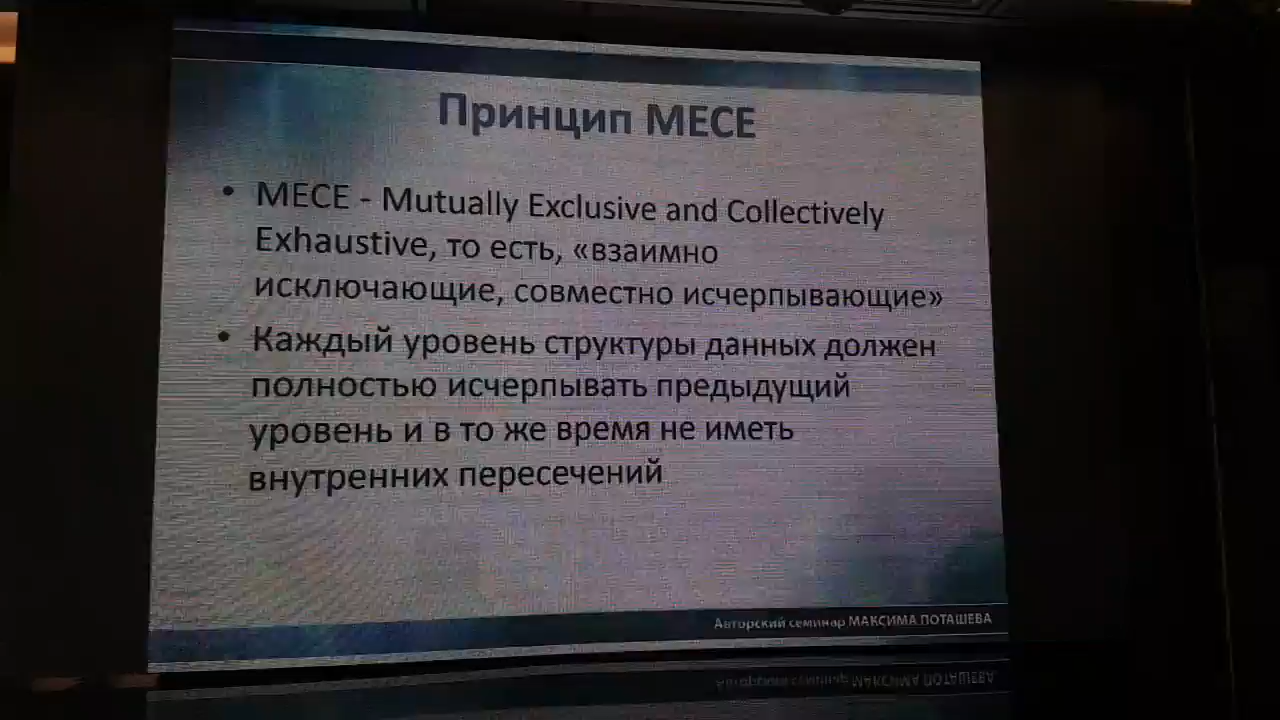 Принцип MECE
• MECE - Mutually Exclusive and Collectively
Exhaustive, то есть, «взаимно
исключающие, совместно исчерпывающие»
• Каждый уровень структуры данных должен
полностью исчерпывать предыдущий
уровень и в то же время не иметь
внутренних пересечений
Авторский семинар МАКСИМА ПОТАШЕВА